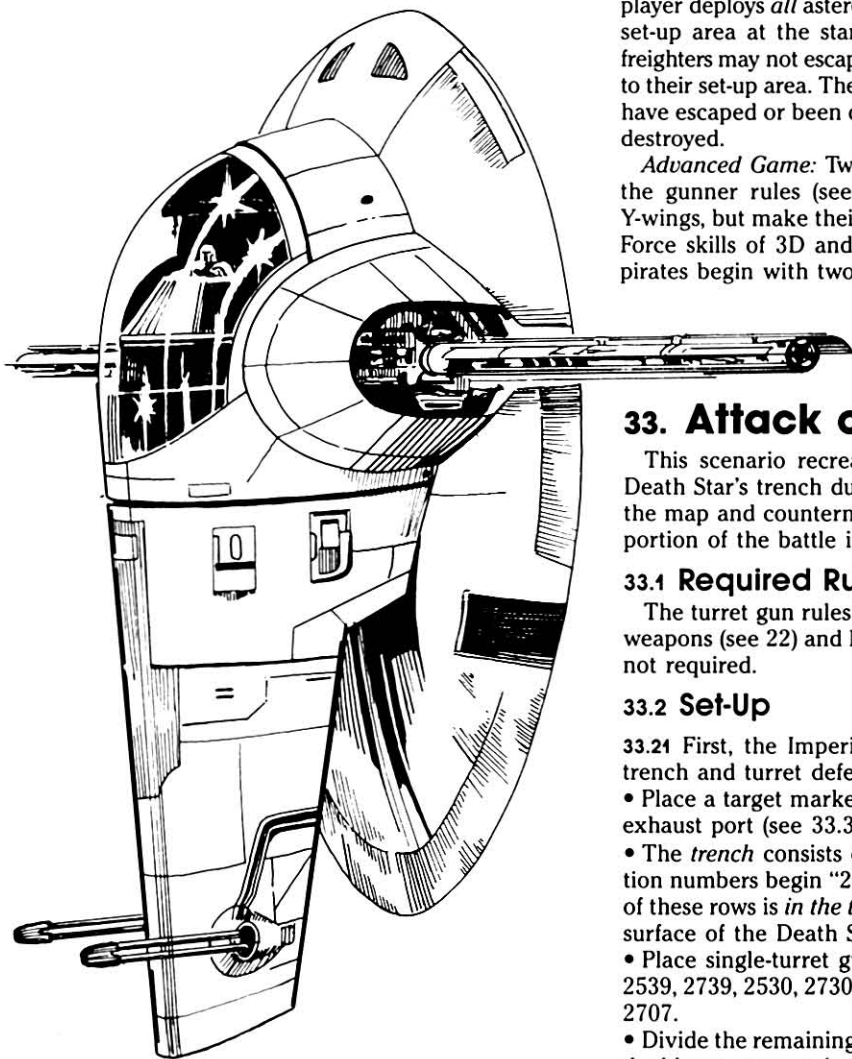 player deploys all aster
set-up area at the star
freighters may not escap
to their set-up area. The
have escaped or been d
destroyed.
Advanced Game: Tw
the gunner rules (see
Y-wings, but make thei
Force skills of 3D and
pirates begin with two
33. Attack o
This scenario recrea
Death Star's trench du
the map and countern
portion of the battle i
33.1 Required Ru
The turret gun rules
weapons (see 22) and
not required.
33.2 Set-Up
33.21 First, the Imperi
trench and turret defe
• Place a target marke
exhaust port (see 33.3
• The trench consists
tion numbers begin "2
of these rows is in the t
surface of the Death S
• Place single-turret g
2539, 2739, 2530, 2730,
2707.
• Divide the remaining